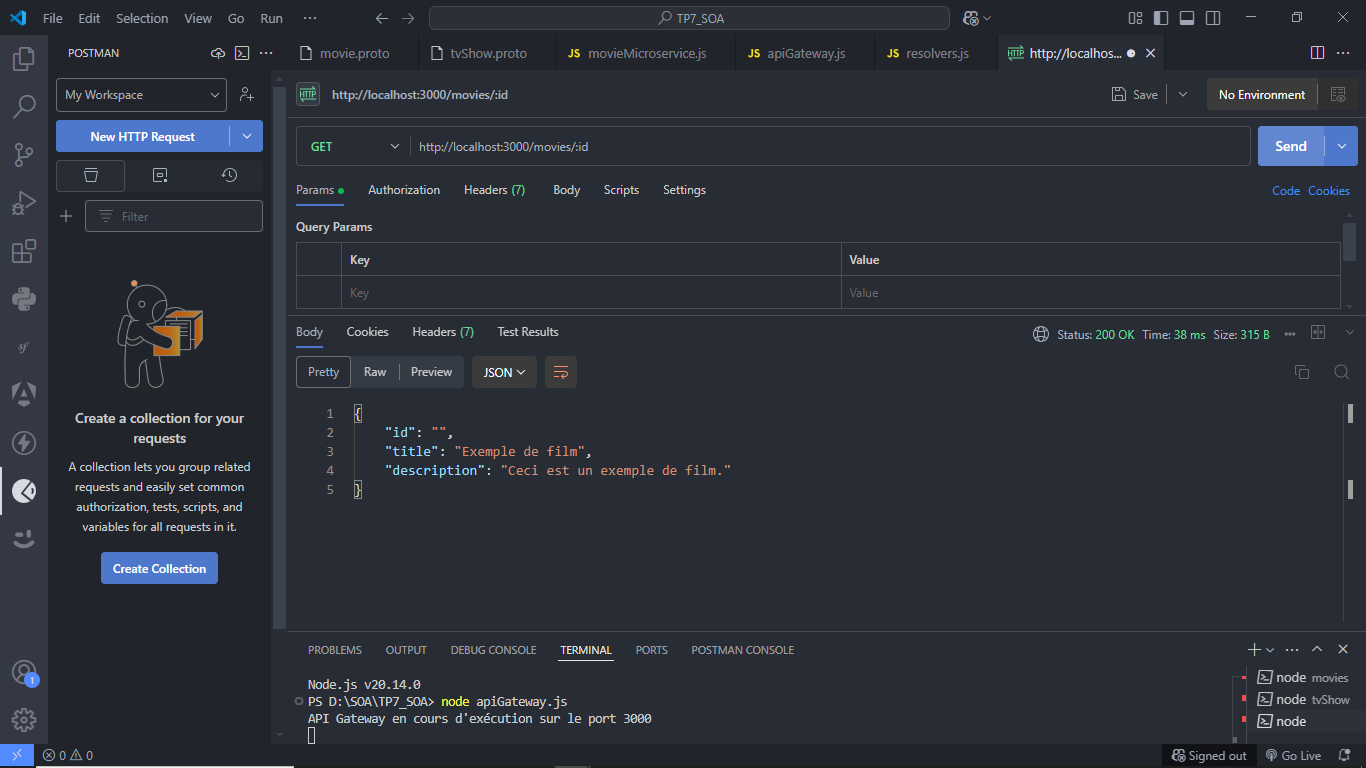 File Edit Selection View Go Run ··· TP7_SOA
POSTMAN ···
movie.proto tvShow.proto JS movieMicroservice.js JS apiGateway.js JS resolvers.js HTTP http://localhos...
My Workspace
HTTP http://localhost:3000/movies/:id Save No Environment
New HTTP Request
GET http://localhost:3000/movies/:id Send
Params Authorization Headers (7) Body Scripts Settings Code Cookies
Filter
Query Params
Key Value
Key Value
Body Cookies Headers (7) Test Results Status: 200 OK Time: 38 ms Size: 315 B
Pretty Raw Preview JSON
1 {
2 "id": "",
3 "title": "Exemple de film",
4 "description": "Ceci est un exemple de film."
5 }
Create a collection for your
requests
A collection lets you group related
requests and easily set common
authorization, tests, scripts, and
variables for all requests in it.
Create Collection
PROBLEMS OUTPUT DEBUG CONSOLE TERMINAL PORTS POSTMAN CONSOLE
Node.js v20.14.0
PS D:\SOA\TP7_SOA> node apiGateway.js
API Gateway en cours d'exécution sur le port 3000
node movies
node tvShow
node
sf
1
0 0 Signed out Go Live